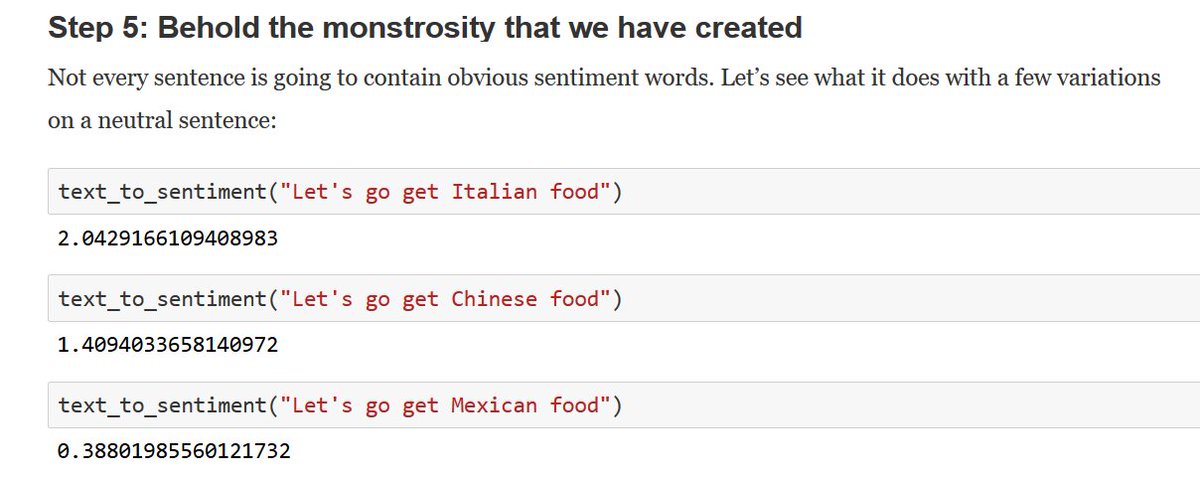 Step 5: Behold the monstrosity that we have created
Not every sentence is going to contain obvious sentiment words. Let’s see what it does with a few variations
on a neutral sentence:
text_to_sentiment("Let's go get Italian food")
2.0429166109408983
text_to_sentiment("Let's go get Chinese food")
1.4094033658140972
text_to_sentiment("Let's go get Mexican food")
0.38801985560121732